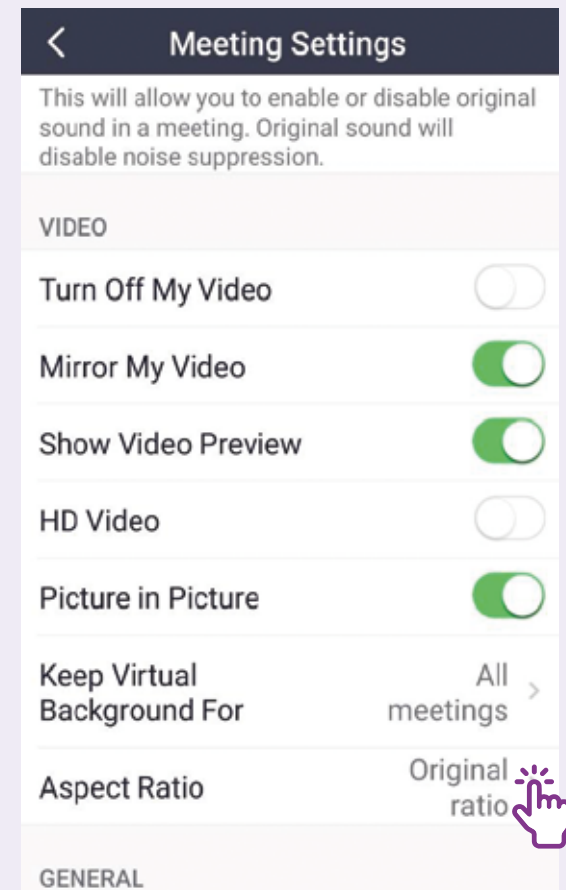 Meeting Settings
This will allow you to enable or disable original
sound in a meeting. Original sound will
disable noise suppression.
VIDEO
Turn Off My Video
Mirror My Video
Show Video Preview
HD Video
Picture in Picture
Keep Virtual
Background For
All
meetings
Aspect Ratio
Original
ratio
GENERAL